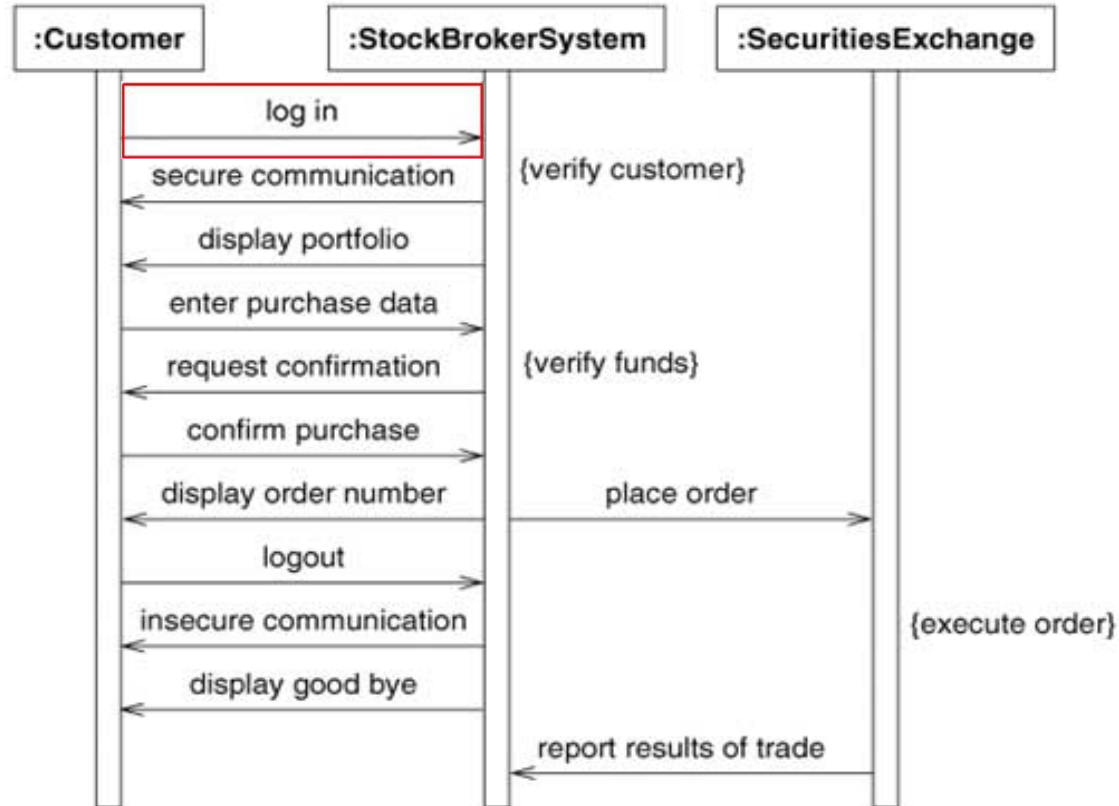 :Customer
:StockBrokerSystem
:SecuritiesExchange
log in
{verify customer}
secure communication
display portfolio
enter purchase data
{verify funds}
request confirmation
confirm purchase
display order number
place order
logout
insecure communication
{execute order}
display good bye
report results of trade